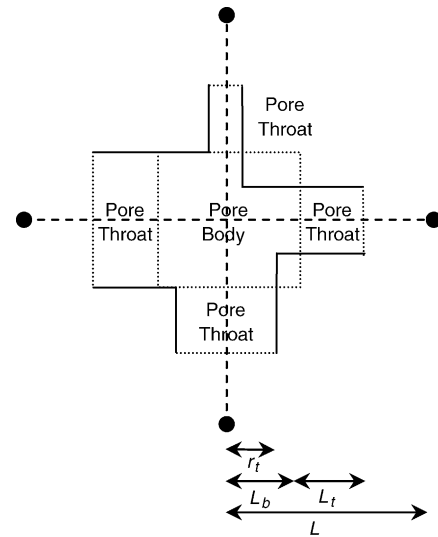 Pore
Throat
Pore
Throat
Pore
Body
Pore
Throat
Pore
Throat
r_t
L_b
L_t
L